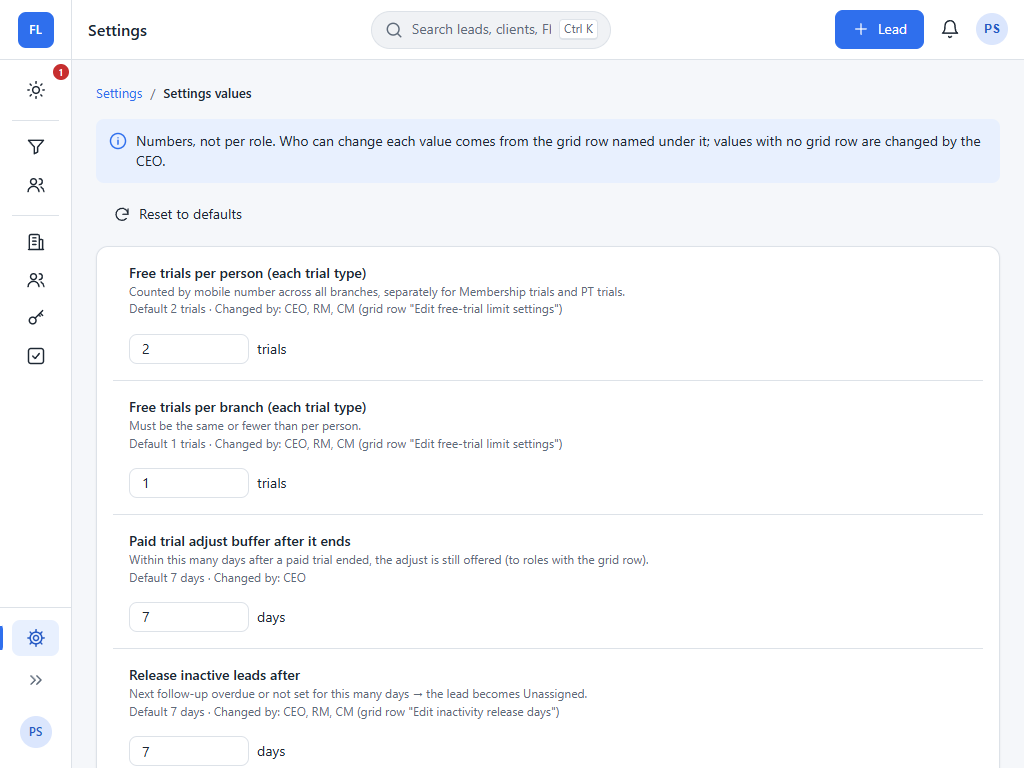 FL
Settings
Search leads, clients, FI
Ctrl K
+ Lead
PS
1
Settings / Settings values
Numbers, not per role. Who can change each value comes from the grid row named under it; values with no grid row are changed by the
CEO.
Reset to defaults
Free trials per person (each trial type)
Counted by mobile number across all branches, separately for Membership trials and PT trials.
Default 2 trials · Changed by: CEO, RM, CM (grid row "Edit free-trial limit settings")
2 trials
Free trials per branch (each trial type)
Must be the same or fewer than per person.
Default 1 trials · Changed by: CEO, RM, CM (grid row "Edit free-trial limit settings")
1 trials
Paid trial adjust buffer after it ends
Within this many days after a paid trial ended, the adjust is still offered (to roles with the grid row).
Default 7 days · Changed by: CEO
7 days
Release inactive leads after
Next follow-up overdue or not set for this many days → the lead becomes Unassigned.
Default 7 days · Changed by: CEO, RM, CM (grid row "Edit inactivity release days")
7 days
PS